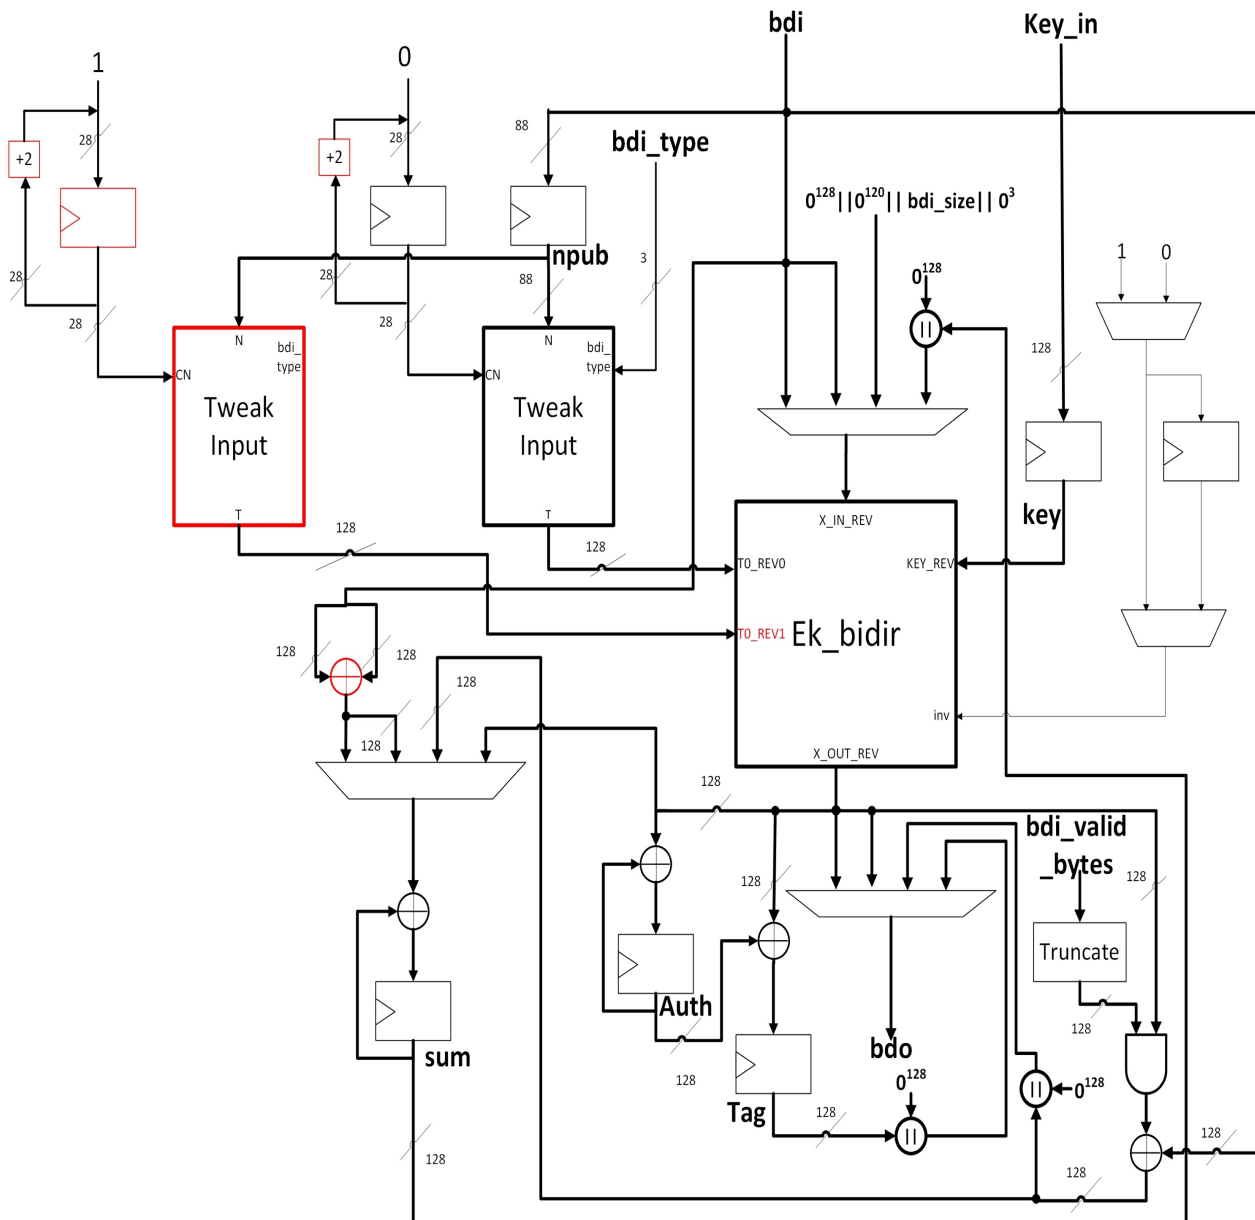 bdi
Key_in
1
0
28
+2
28
+2
88
bdi_type
0^128||0^120|| bdi_size|| 0^3
npub
28
28
28
28
88
3
0^128
||
1
0
128
N
bdi_
type
CN
Tweak
Input
T
N
bdi_
type
CN
Tweak
Input
T
key
128
128
X_IN_REV
T0_REV0
KEY_REV
T0_REV1
Ek_bidir
inv
X_OUT_REV
128
128
128
128
128
bdi_valid
_bytes
128
128
Truncate
Auth
128
128
bdo
sum
Tag
0^128
128
||
||
0^128
128
128
128